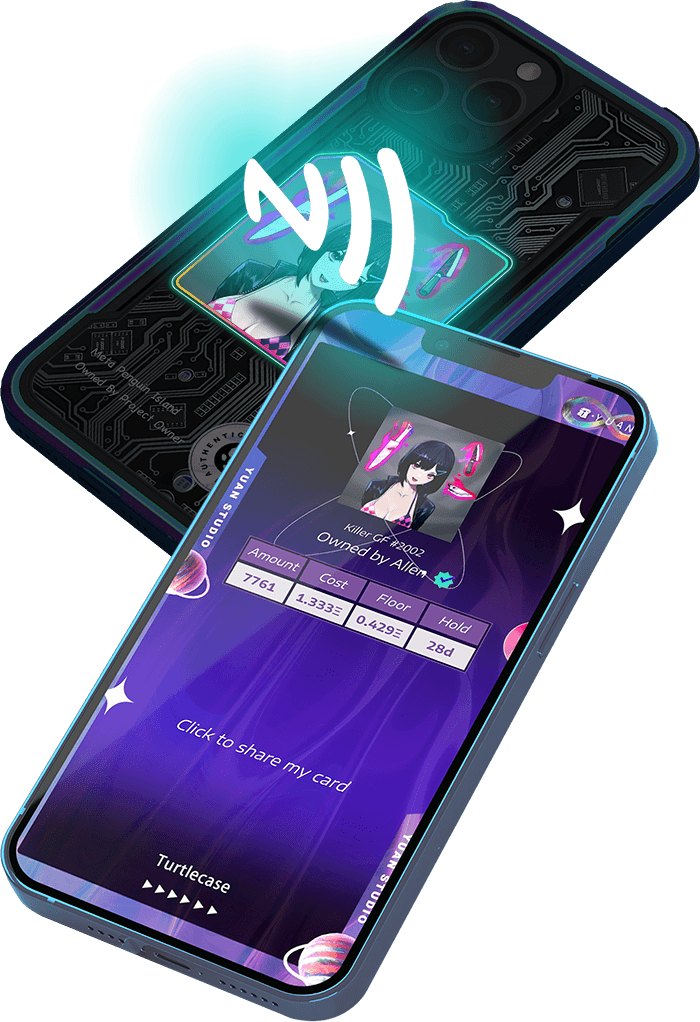 Meta Penguin Island
Owned By Project Owner
AUTHENTIC
YUAN
YUAN STUDIO
Killer GF #2002
Owned by Allen
Amount Cost Floor Hold
7761 1.333Ξ 0.429Ξ 28d
Click to share my card
Turtlecase
YUAN STUDIO